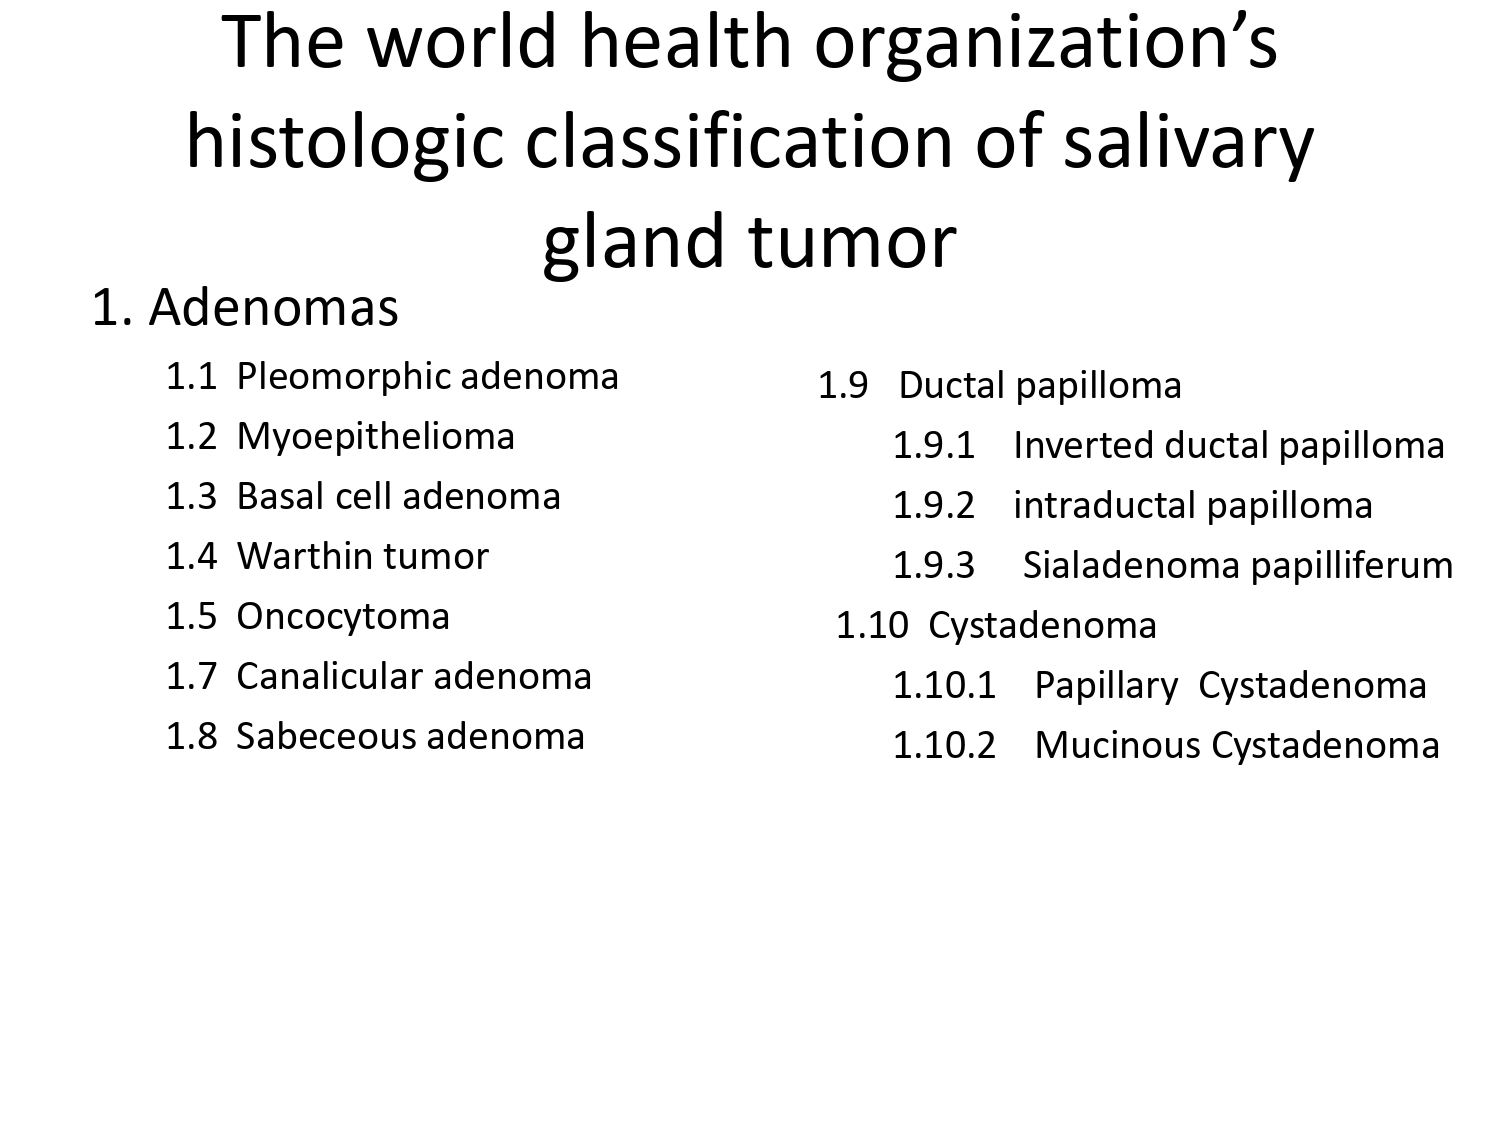 The world health organization’s
histologic classification of salivary
gland tumor
1. Adenomas
1.1 Pleomorphic adenoma
1.2 Myoepithelioma
1.3 Basal cell adenoma
1.4 Warthin tumor
1.5 Oncocytoma
1.7 Canalicular adenoma
1.8 Sabeceous adenoma
1.9 Ductal papilloma
1.9.1 Inverted ductal papilloma
1.9.2 intraductal papilloma
1.9.3 Sialadenoma papilliferum
1.10 Cystadenoma
1.10.1 Papillary Cystadenoma
1.10.2 Mucinous Cystadenoma